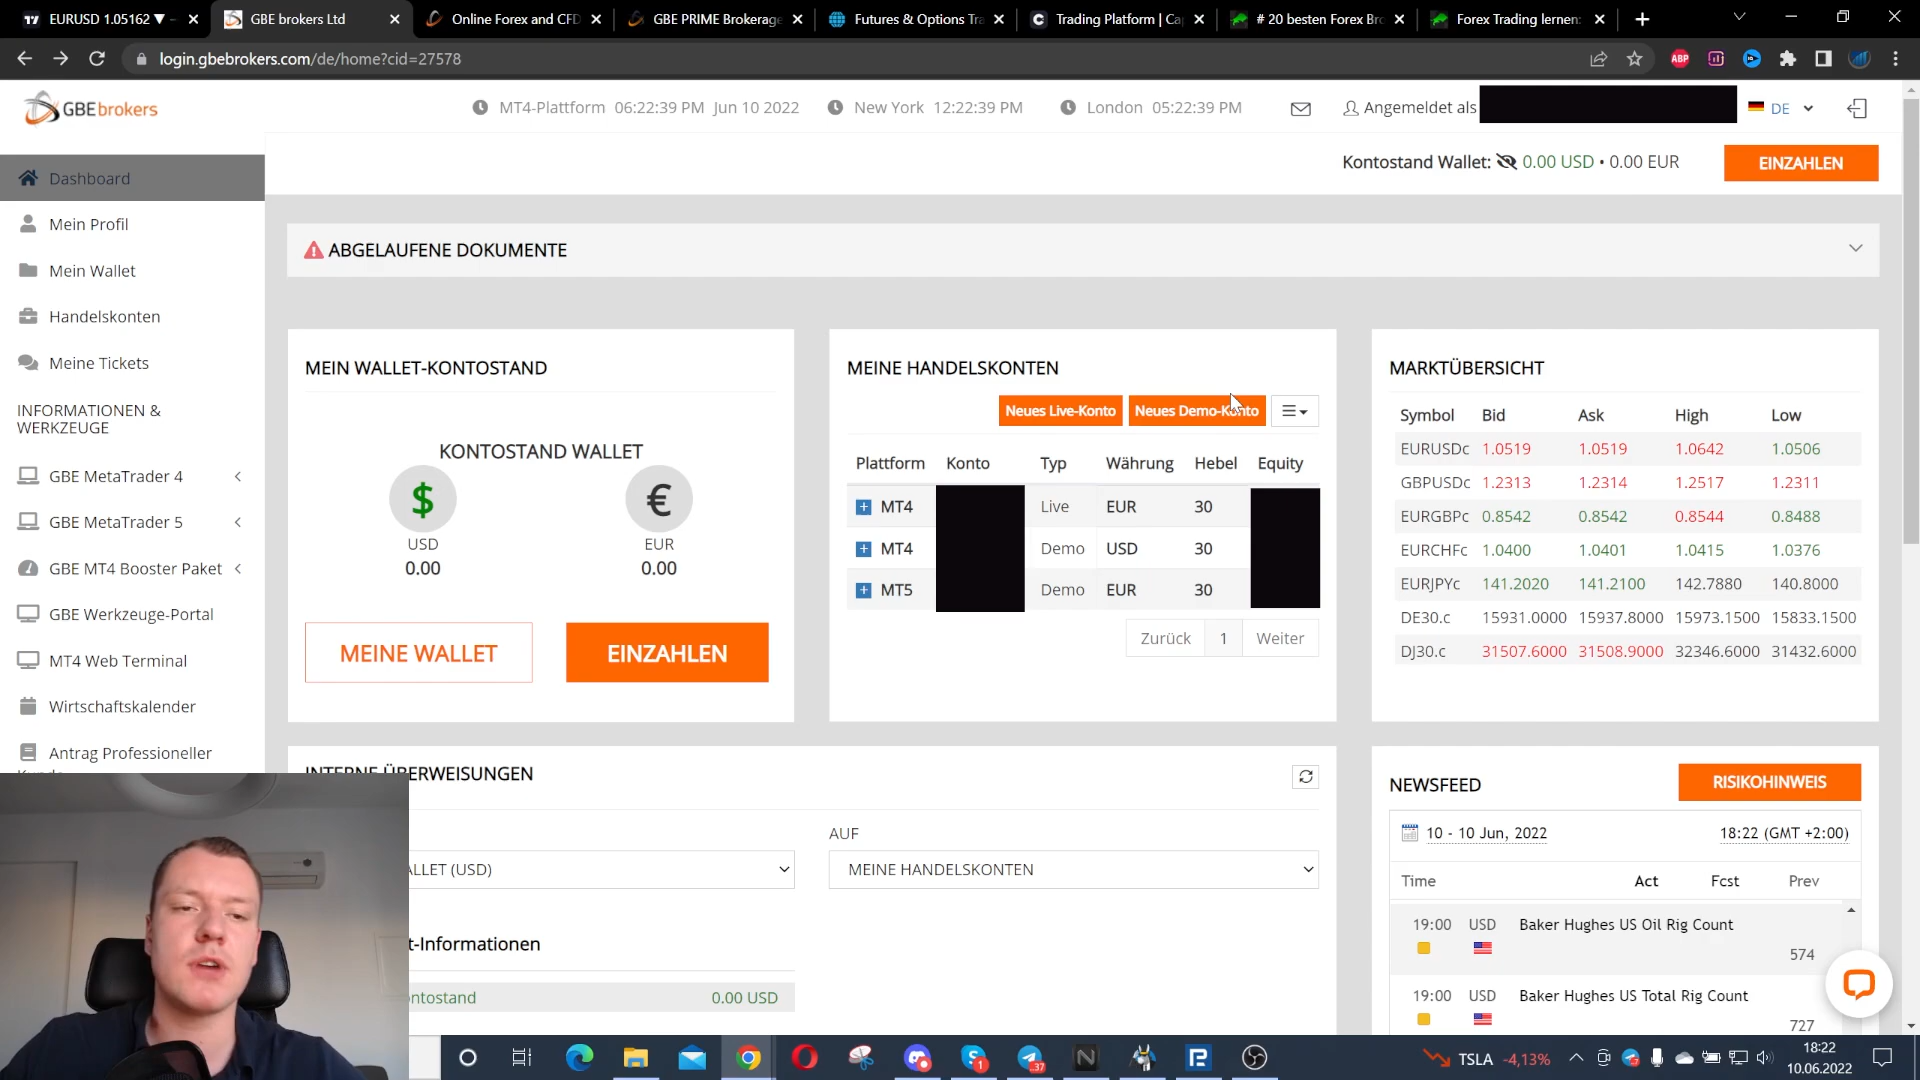 EURUSD 1.05162 ▼ −
GBE brokers Ltd
Online Forex and CFD
GBE PRIME Brokerage
Futures & Options Tra
Trading Platform | Ca
# 20 besten Forex Bro
Forex Trading lernen:
login.gbebrokers.com/de/home?cid=27578
ABP
GBE brokers
MT4-Plattform 06:22:39 PM Jun 10 2022
New York 12:22:39 PM
London 05:22:39 PM
Angemeldet als
DE
Kontostand Wallet: 0.00 USD • 0.00 EUR
EINZAHLEN
Dashboard
Mein Profil
Mein Wallet
Handelskonten
Meine Tickets
INFORMATIONEN &
WERKZEUGE
GBE MetaTrader 4
GBE MetaTrader 5
GBE MT4 Booster Paket
GBE Werkzeuge-Portal
MT4 Web Terminal
Wirtschaftskalender
Antrag Professioneller
ABGELAUFENE DOKUMENTE
MEIN WALLET-KONTOSTAND
KONTOSTAND WALLET
$ €
USD EUR
0.00 0.00
MEINE WALLET
EINZAHLEN
MEINE HANDELSKONTEN
Neues Live-Konto
Neues Demo-Konto
Plattform Konto Typ Währung Hebel Equity
MT4 Live EUR 30
MT4 Demo USD 30
MT5 Demo EUR 30
Zurück 1 Weiter
MARKTÜBERSICHT
Symbol Bid Ask High Low
EURUSDc 1.0519 1.0519 1.0642 1.0506
GBPUSDc 1.2313 1.2314 1.2517 1.2311
EURGBPc 0.8542 0.8542 0.8544 0.8488
EURCHFc 1.0400 1.0401 1.0415 1.0376
EURJPYc 141.2020 141.2100 142.7880 140.8000
DE30.c 15931.0000 15937.8000 15973.1500 15833.1500
DJ30.c 31507.6000 31508.9000 32346.6000 31432.6000
INTERNE ÜBERWEISUNGEN
ALLET (USD)
AUF
MEINE HANDELSKONTEN
t-Informationen
ntostand 0.00 USD
NEWSFEED
RISIKOHINWEIS
10 - 10 Jun, 2022
18:22 (GMT +2:00)
Time Act Fcst Prev
19:00 USD Baker Hughes US Oil Rig Count
574
19:00 USD Baker Hughes US Total Rig Count
727
TSLA -4,13%
18:22
10.06.2022